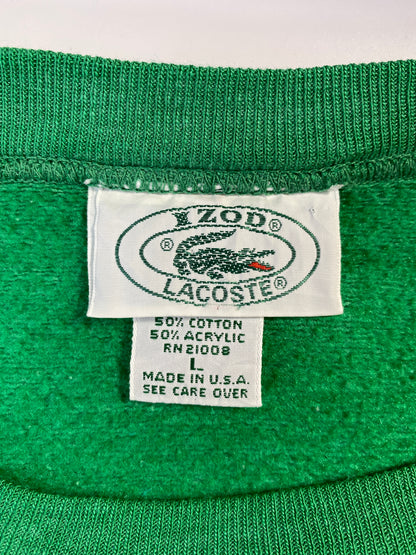 IZOD®
®
®
LACOSTE®
50% COTTON
50% ACRYLIC
RN21008
L
MADE IN U.S.A.
SEE CARE OVER